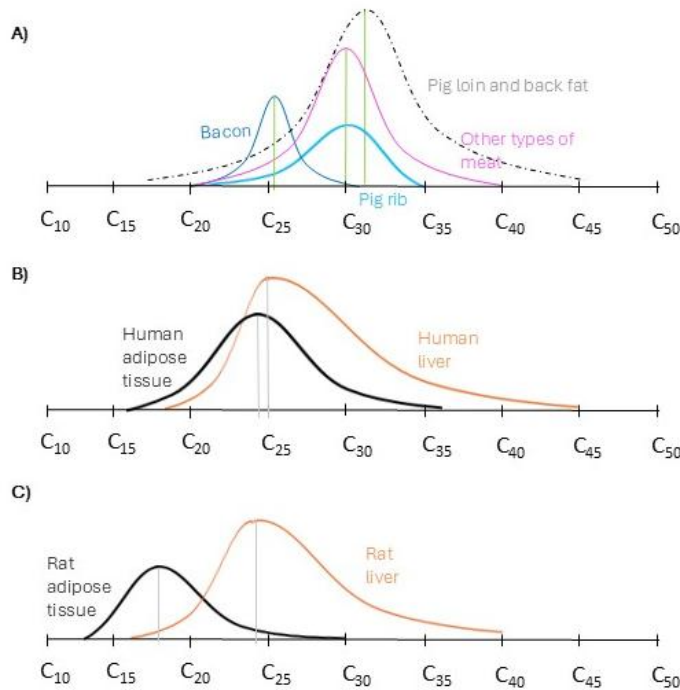 A)
Pig loin and back fat
Bacon
Other types of
meat
Pig rib
C10 C15 C20 C25 C30 C35 C40 C45 C50
B)
Human
adipose
tissue
Human
liver
C10 C15 C20 C25 C30 C35 C40 C45 C50
C)
Rat
adipose
tissue
Rat
liver
C10 C15 C20 C25 C30 C35 C40 C45 C50